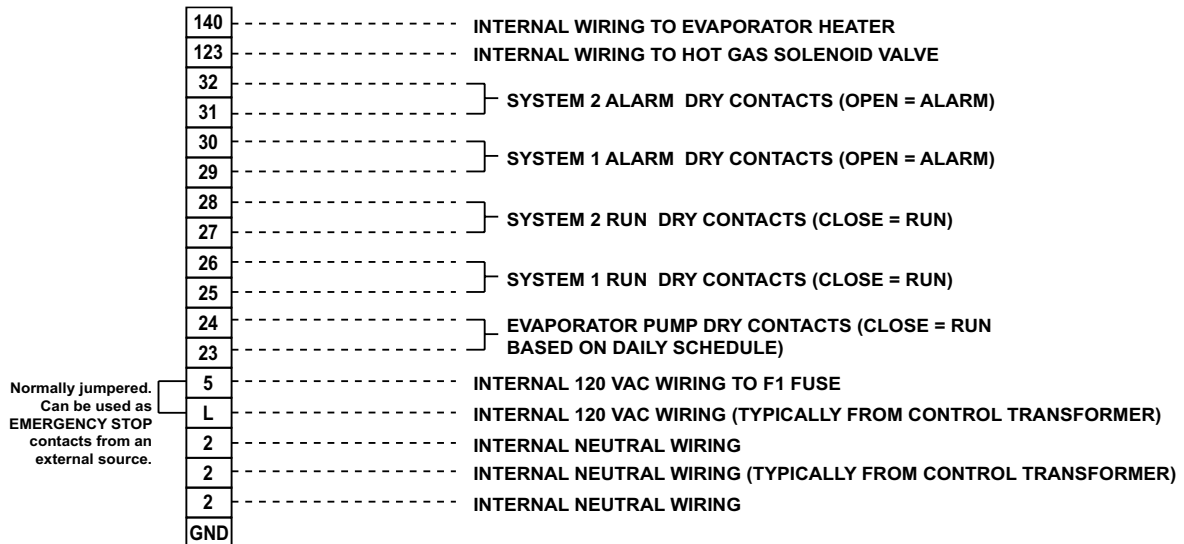 140 INTERNAL WIRING TO EVAPORATOR HEATER
123 INTERNAL WIRING TO HOT GAS SOLENOID VALVE
32
SYSTEM 2 ALARM DRY CONTACTS (OPEN = ALARM)
31
30
SYSTEM 1 ALARM DRY CONTACTS (OPEN = ALARM)
29
28
SYSTEM 2 RUN DRY CONTACTS (CLOSE = RUN)
27
26
SYSTEM 1 RUN DRY CONTACTS (CLOSE = RUN)
25
24 EVAPORATOR PUMP DRY CONTACTS (CLOSE = RUN
23 BASED ON DAILY SCHEDULE)
5 INTERNAL 120 VAC WIRING TO F1 FUSE
L INTERNAL 120 VAC WIRING (TYPICALLY FROM CONTROL TRANSFORMER)
Normally jumpered.
Can be used as
EMERGENCY STOP
contacts from an
external source.
2 INTERNAL NEUTRAL WIRING
2 INTERNAL NEUTRAL WIRING (TYPICALLY FROM CONTROL TRANSFORMER)
2 INTERNAL NEUTRAL WIRING
GND